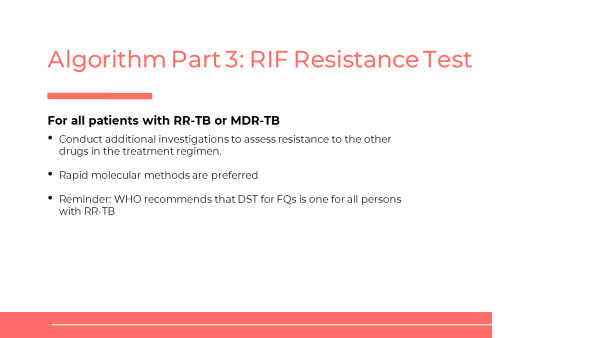 Algorithm Part 3: RIF Resistance Test
For all patients with RR-TB or MDR-TB
• Conduct additional investigations to assess resistance to the other
drugs in the treatment regimen.
• Rapid molecular methods are preferred
• Reminder: WHO recommends that DST for FQs is one for all persons
with RR-TB